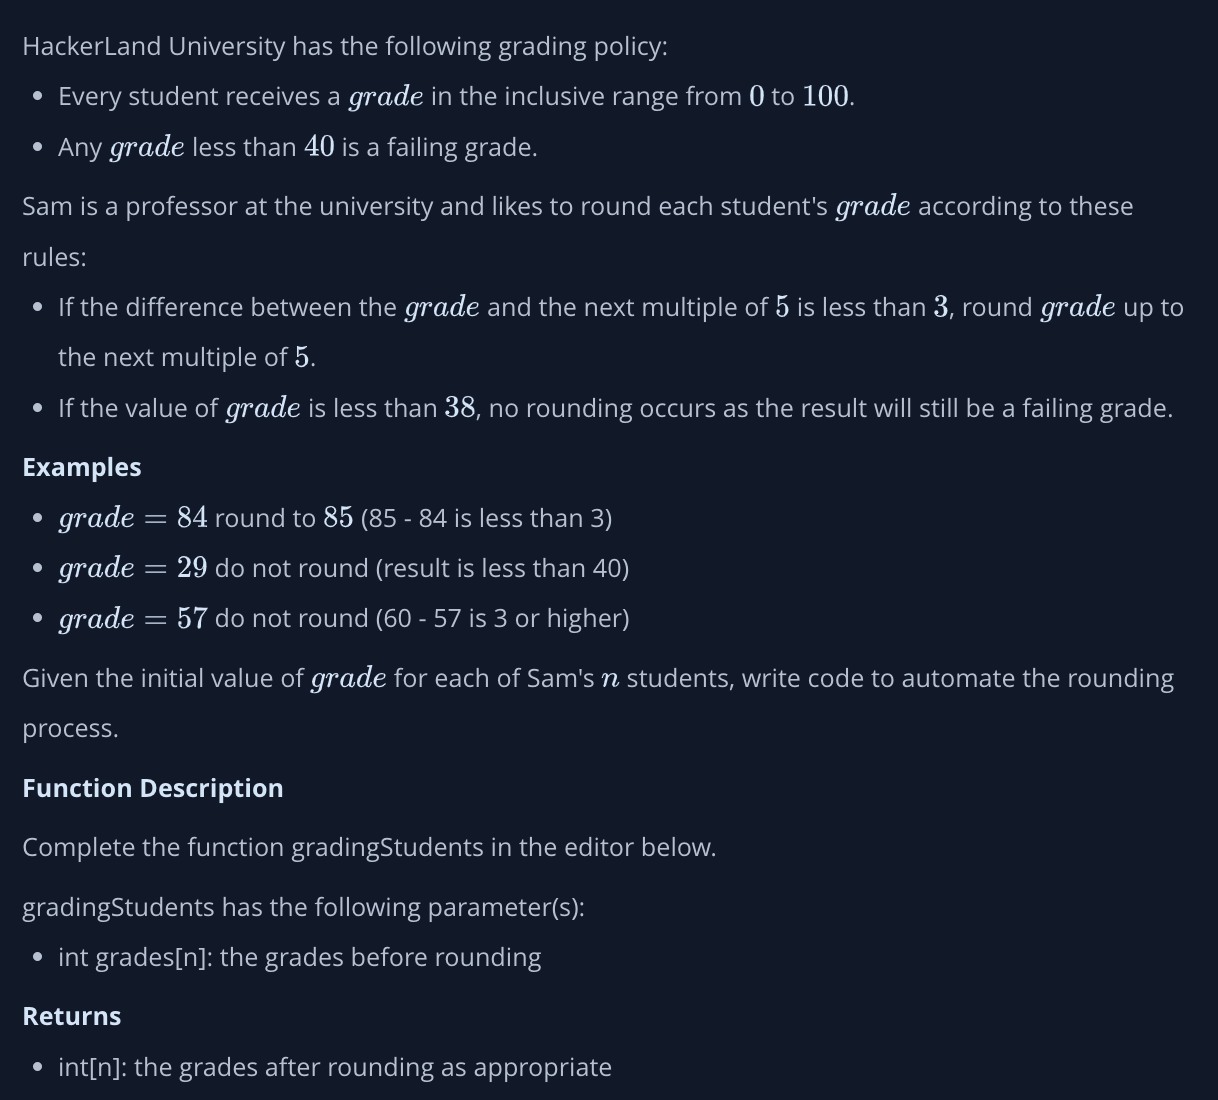 HackerLand University has the following grading policy:
• Every student receives a grade in the inclusive range from 0 to 100.
• Any grade less than 40 is a failing grade.
Sam is a professor at the university and likes to round each student's grade according to these
rules:
• If the difference between the grade and the next multiple of 5 is less than 3, round grade up to
the next multiple of 5.
• If the value of grade is less than 38, no rounding occurs as the result will still be a failing grade.
Examples
• grade = 84 round to 85 (85 - 84 is less than 3)
• grade = 29 do not round (result is less than 40)
• grade = 57 do not round (60 - 57 is 3 or higher)
Given the initial value of grade for each of Sam's n students, write code to automate the rounding
process.
Function Description
Complete the function gradingStudents in the editor below.
gradingStudents has the following parameter(s):
• int grades[n]: the grades before rounding
Returns
• int[n]: the grades after rounding as appropriate